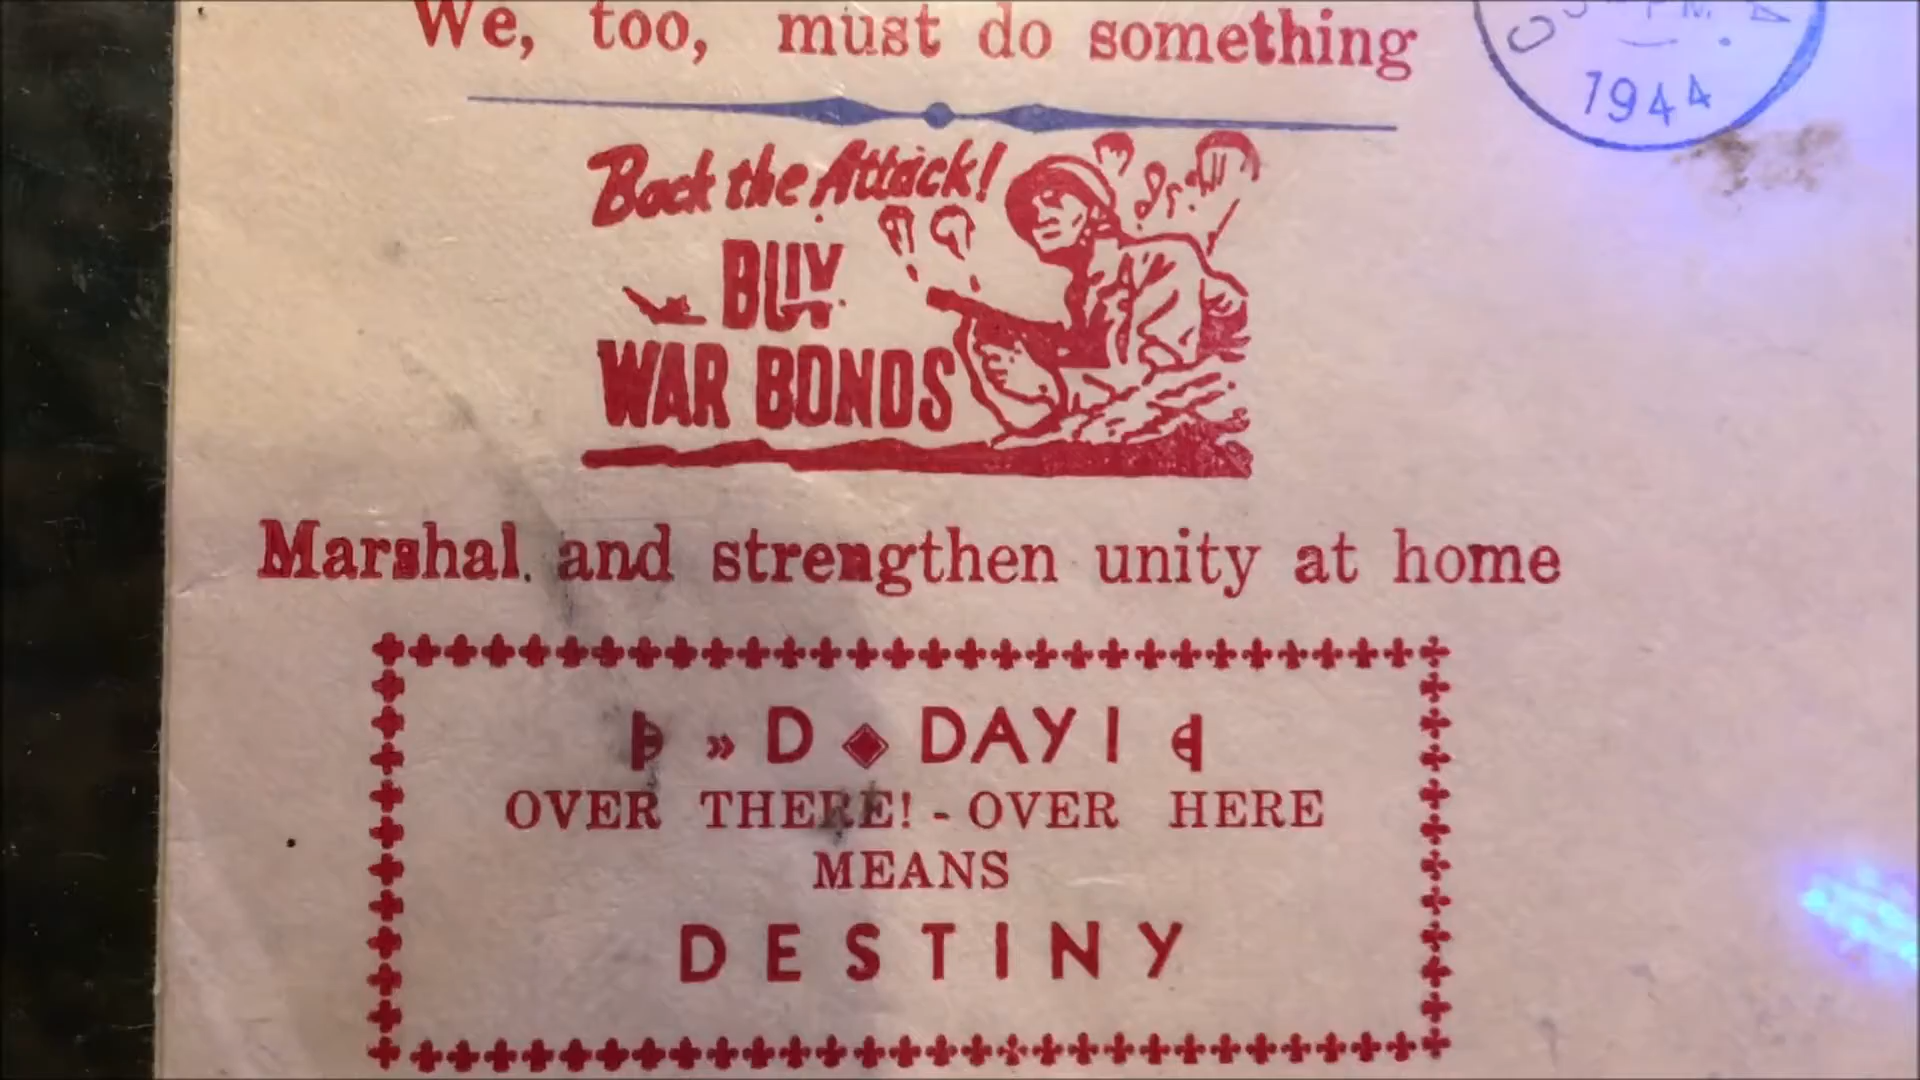 We, too, must do something
1944
Back the Attack!
BUY
WAR BONDS
Marshal and strengthen unity at home
» D ◆ DAY!
OVER THERE! - OVER HERE
MEANS
DESTINY